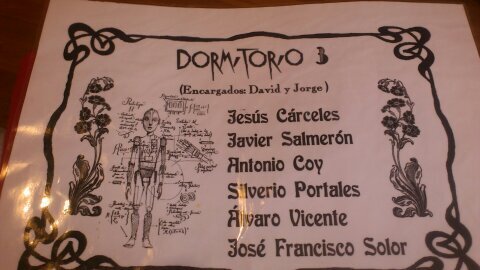 DORMITORIO 3
(Encargados: David y Jorge)
Jesús Cárceles
Javier Salmerón
Antonio Coy
Silverio Portales
Álvaro Vicente
José Francisco Solor